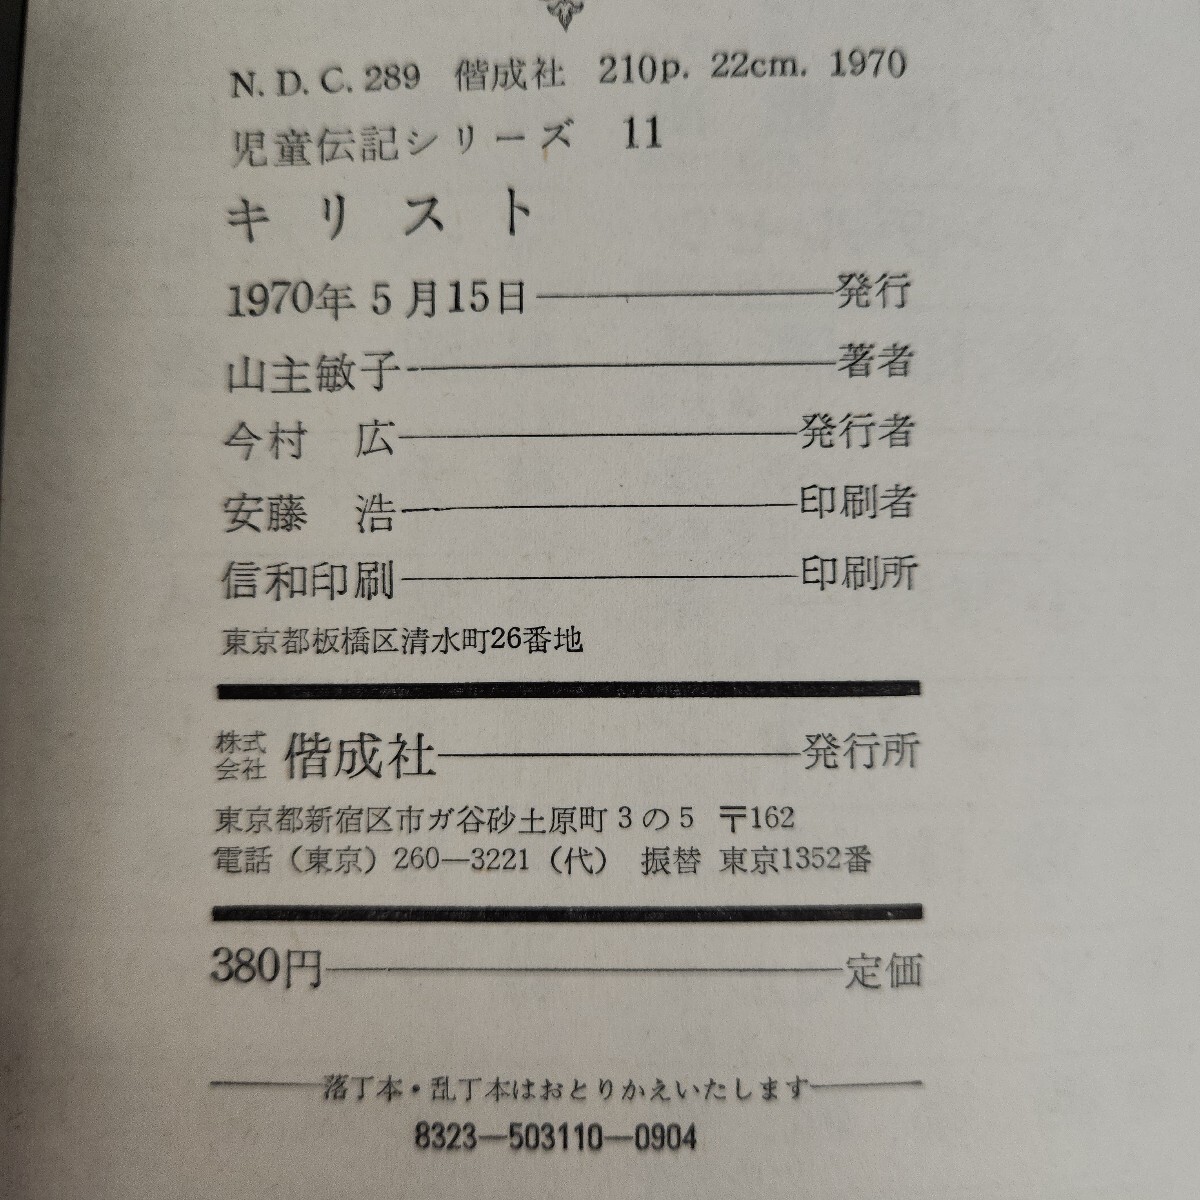 N. D. C. 289 偕成社 210p. 22cm. 1970
児童伝記シリーズ 11
キリスト
1970年5月15日――発行
山主敏子――著者
今村 広――発行者
安藤 浩――印刷者
信和印刷――印刷所
東京都板橋区清水町26番地
株式会社 偕成社――発行所
東京都新宿区市ガ谷砂土原町3の5 〒162
電話（東京）260―3221（代） 振替 東京1352番
380円――定価
落丁本・乱丁本はおとりかえいたします
8323―503110―0904